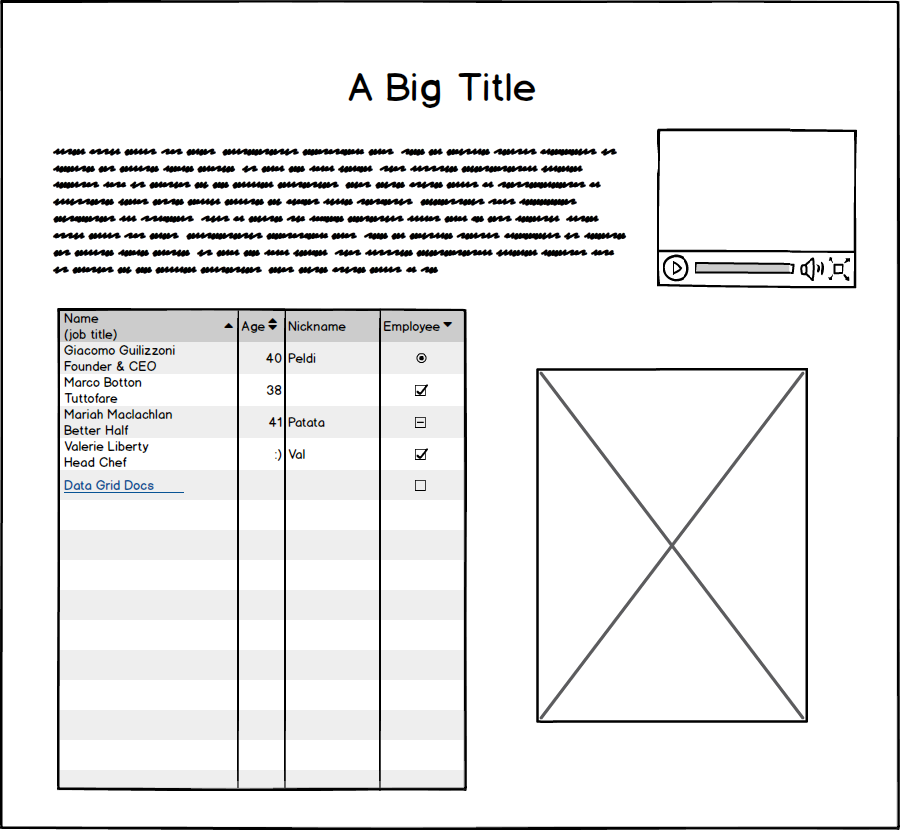 A Big Title
Name
(job title)
Age
Nickname
Employee
Giacomo Guilizzoni
Founder & CEO
40
Peldi
Marco Botton
Tuttofare
38
Mariah Maclachlan
Better Half
41
Patata
Valerie Liberty
Head Chef
:)
Val
Data Grid Docs